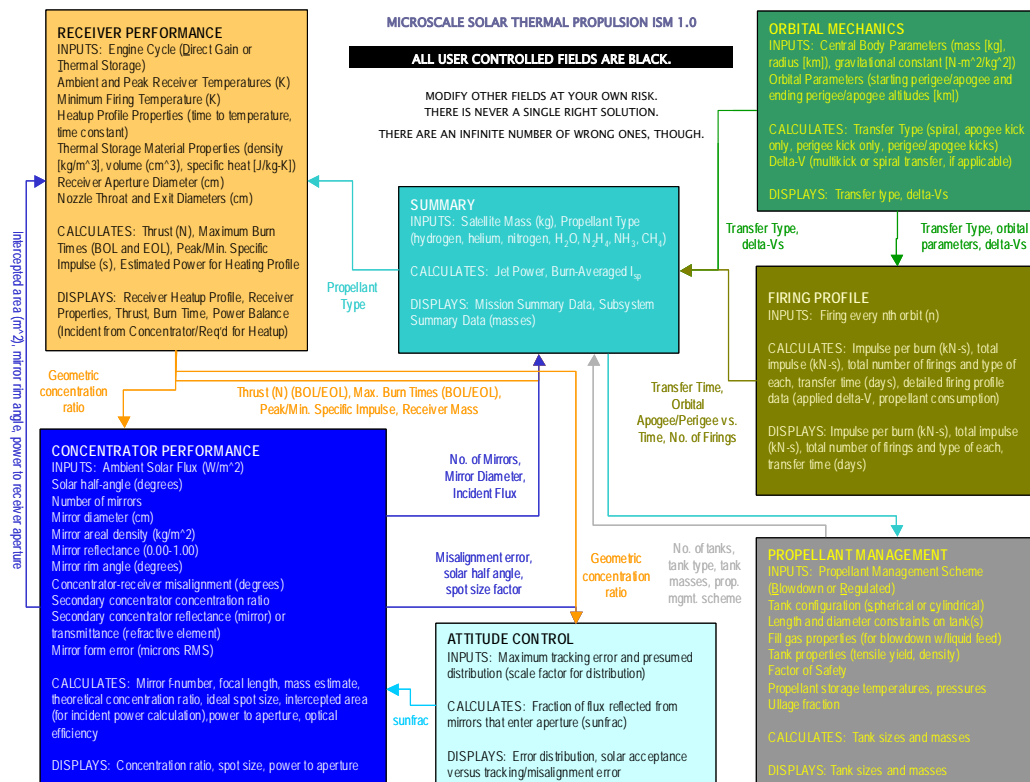 MICROSCALE SOLAR THERMAL PROPULSION ISM 1.0
ALL USER CONTROLLED FIELDS ARE BLACK.
MODIFY OTHER FIELDS AT YOUR OWN RISK.
THERE IS NEVER A SINGLE RIGHT SOLUTION.
THERE ARE AN INFINITE NUMBER OF WRONG ONES, THOUGH.
RECEIVER PERFORMANCE
INPUTS: Engine Cycle (Direct Gain or
Thermal Storage)
Ambient and Peak Receiver Temperatures (K)
Minimum Firing Temperature (K)
Heatup Profile Properties (time to temperature,
time constant)
Thermal Storage Material Properties (density
[kg/m^3], volume (cm^3), specific heat [J/kg-K])
Receiver Aperture Diameter (cm)
Nozzle Throat and Exit Diameters (cm)
CALCULATES: Thrust (N), Maximum Burn
Times (BOL and EOL), Peak/Min. Specific
Impulse (s), Estimated Power for Heating Profile
DISPLAYS: Receiver Heatup Profile, Receiver
Properties, Thrust, Burn Time, Power Balance
(Incident from Concentrator/Req'd for Heatup)
ORBITAL MECHANICS
INPUTS: Central Body Parameters (mass [kg],
radius [km]), gravitational constant [N-m^2/kg^2])
Orbital Parameters (starting perigee/apogee and
ending perigee/apogee altitudes [km])
CALCULATES: Transfer Type (spiral, apogee kick
only, perigee kick only, perigee/apogee kicks)
Delta-V (multikick or spiral transfer, if applicable)
DISPLAYS: Transfer type, delta-Vs
SUMMARY
INPUTS: Satellite Mass (kg), Propellant Type
(hydrogen, helium, nitrogen, H2O, N2H4, NH3, CH4)
CALCULATES: Jet Power, Burn-Averaged Isp
DISPLAYS: Mission Summary Data, Subsystem
Summary Data (masses)
Propellant
Type
Transfer Type,
delta-Vs
Transfer Type, orbital
parameters, delta-Vs
FIRING PROFILE
INPUTS: Firing every nth orbit (n)
CALCULATES: Impulse per burn (kN-s), total
impulse (kN-s), total number of firings and type of
each, transfer time (days), detailed firing profile
data (applied delta-V, propellant consumption)
DISPLAYS: Impulse per burn (kN-s), total impulse
(kN-s), total number of firings and type of each,
transfer time (days)
Intercepted area (m^2), mirror rim angle, power to receiver aperture
Geometric
concentration
ratio
Thrust (N) (BOL/EOL), Max. Burn Times (BOL/EOL),
Peak/Min. Specific Impulse, Receiver Mass
Transfer Time, Orbital
Apogee/Perigee vs.
Time, No. of Firings
CONCENTRATOR PERFORMANCE
INPUTS: Ambient Solar Flux (W/m^2)
Solar half-angle (degrees)
Number of mirrors
Mirror diameter (cm)
Mirror areal density (kg/m^2)
Mirror reflectance (0.00-1.00)
Mirror rim angle (degrees)
Concentrator-receiver misalignment (degrees)
Secondary concentrator concentration ratio
Secondary concentrator reflectance (mirror) or
transmittance (refractive element)
Mirror form error (microns RMS)
CALCULATES: Mirror f-number, focal length, mass estimate,
theoretical concentration ratio, ideal spot size, intercepted area
(for incident power calculation),power to aperture, optical
efficiency
DISPLAYS: Concentration ratio, spot size, power to aperture
No. of Mirrors,
Mirror Diameter,
Incident Flux
Misalignment error,
solar half angle,
spot size factor
Geometric
concentration
ratio
No. of tanks,
tank type, tank
masses, prop.
mgmt. scheme
sunfrac
ATTITUDE CONTROL
INPUTS: Maximum tracking error and presumed
distribution (scale factor for distribution)
CALCULATES: Fraction of flux reflected from
mirrors that enter aperture (sunfrac)
DISPLAYS: Error distribution, solar acceptance
versus tracking/misalignment error
PROPELLANT MANAGEMENT
INPUTS: Propellant Management Scheme
(Blowdown or Regulated)
Tank configuration (spherical or cylindrical)
Length and diameter constraints on tank(s)
Fill gas properties (for blowdown w/liquid feed)
Tank properties (tensile yield, density)
Factor of Safety
Propellant storage temperatures, pressures
Ullage fraction
CALCULATES: Tank sizes and masses
DISPLAYS: Tank sizes and masses